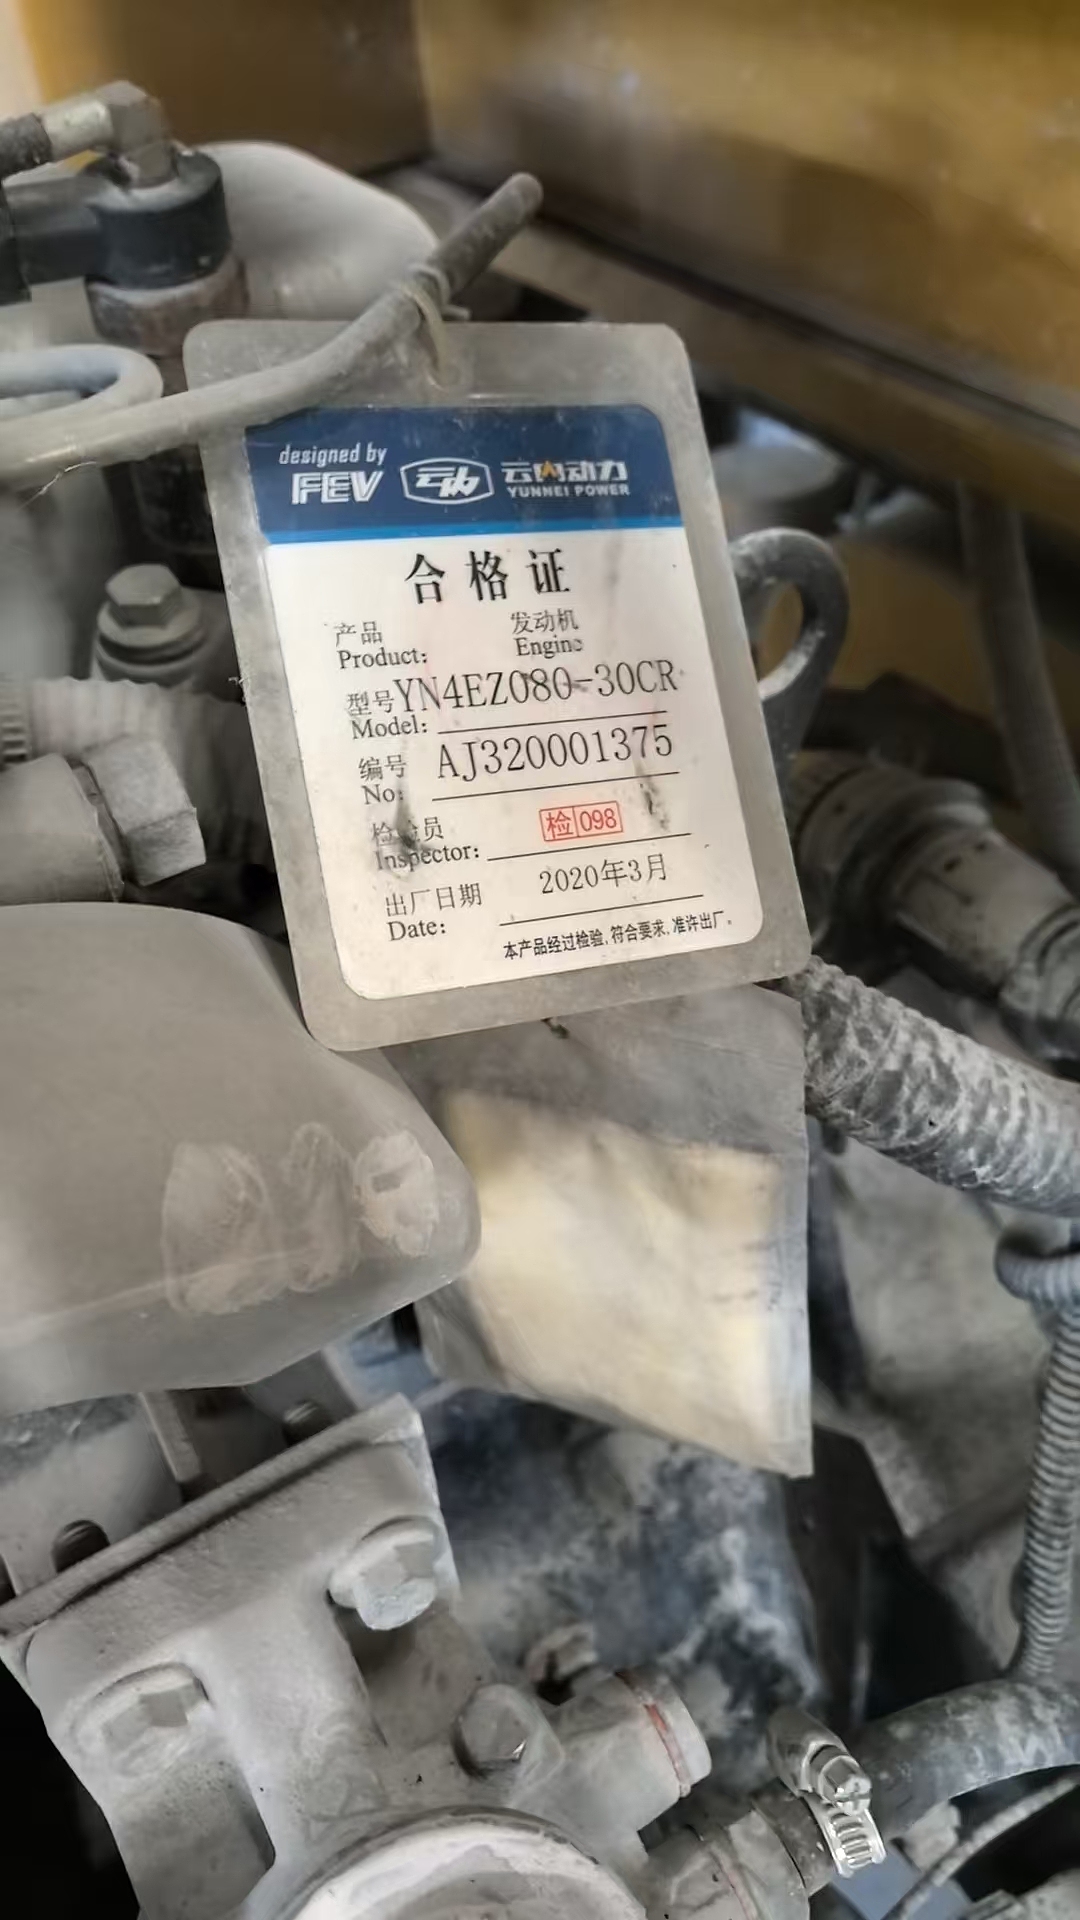 designed by
FEV 云内动力
YUNNEI POWER
合格证
产品 发动机
Product: Engine
型号 YN4EZ080-30CR
Model:
编号 AJ320001375
No:
检验员 检 098
Inspector:
出厂日期 2020年3月
Date:
本产品经过检验,符合要求,准许出厂。